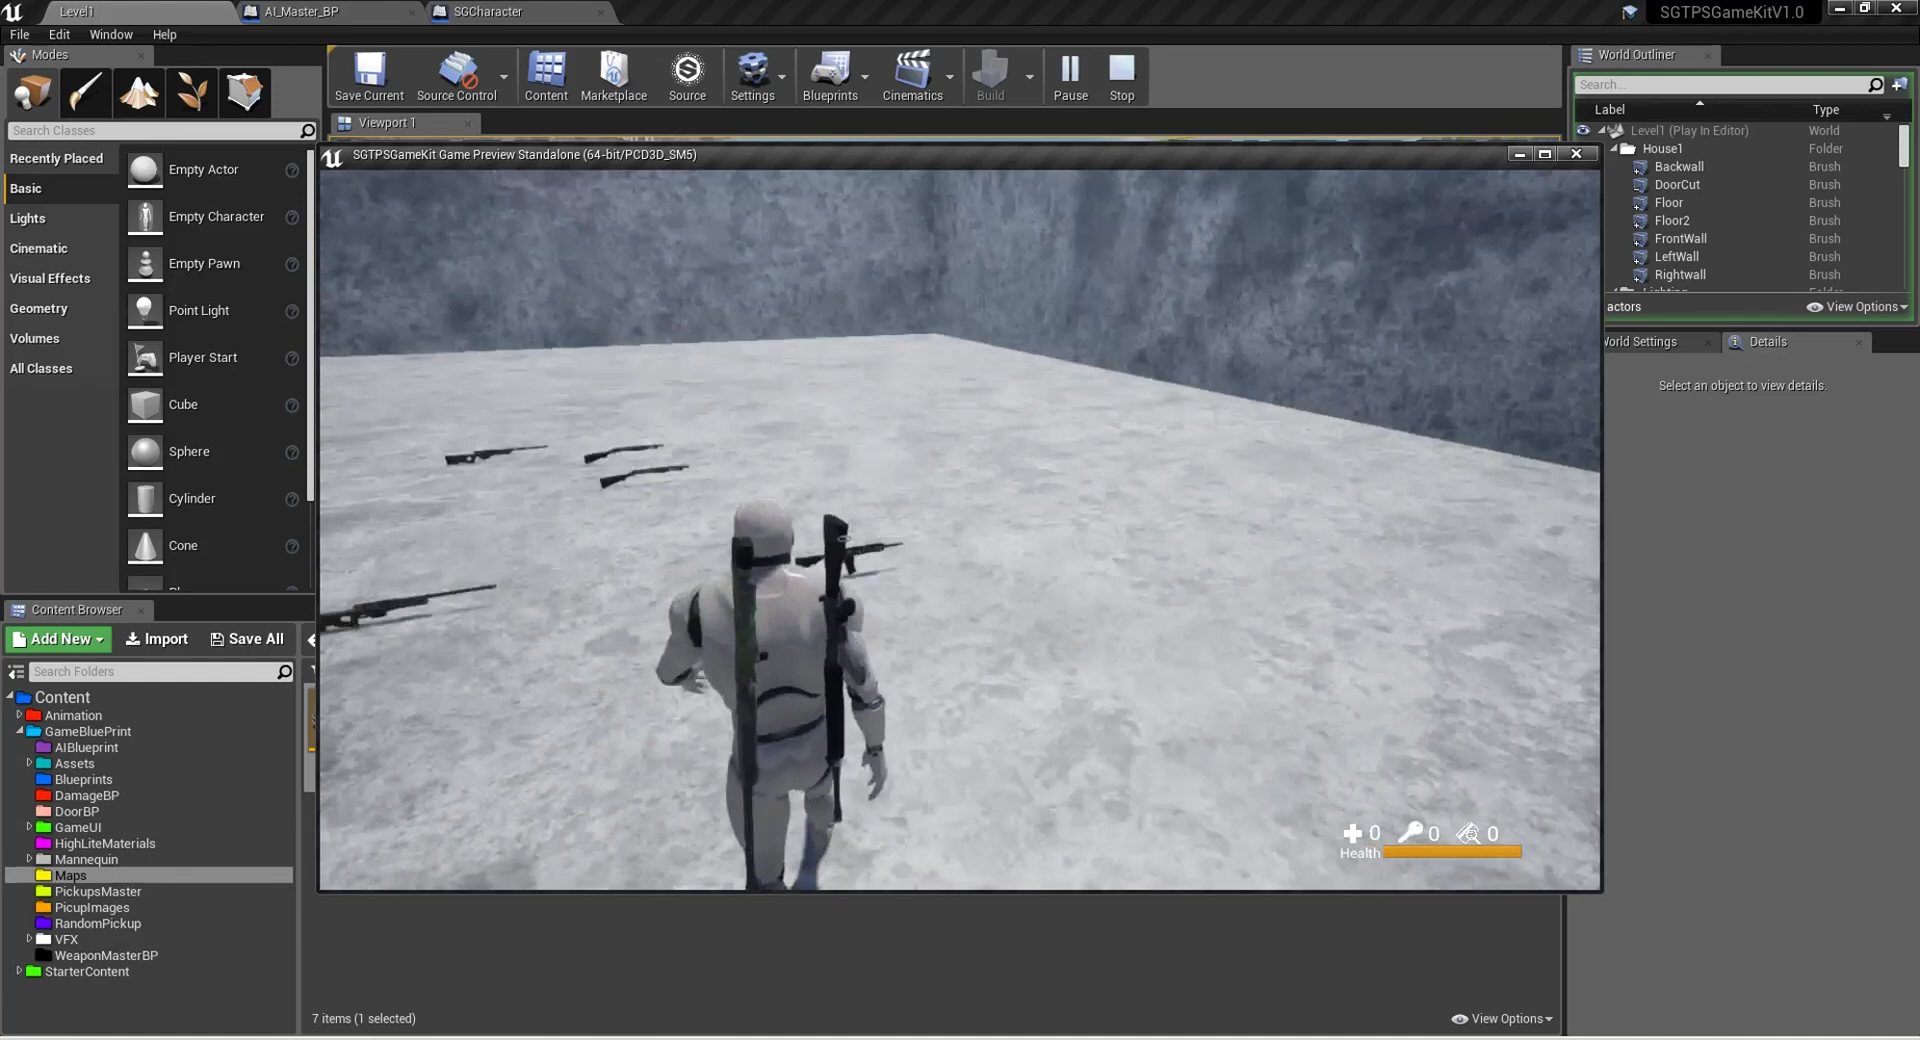 Level1
AI_Master_BP
SGCharacter
SGTPSGameKitV1.0
File Edit Window Help
Modes
Search Classes
Recently Placed
Basic
Lights
Cinematic
Visual Effects
Geometry
Volumes
All Classes
Empty Actor
Empty Character
Empty Pawn
Point Light
Player Start
Cube
Sphere
Cylinder
Cone
Save Current
Source Control
Content
Marketplace
Source
Settings
Blueprints
Cinematics
Build
Pause
Stop
Viewport 1
SGTPSGameKit Game Preview Standalone (64-bit/PCD3D_SM5)
0 0 0
Health
World Outliner
Search...
Label Type
Level1 (Play In Editor) World
House1 Folder
Backwall Brush
DoorCut Brush
Floor Brush
Floor2 Brush
FrontWall Brush
LeftWall Brush
Rightwall Brush
Lighting Folder
actors View Options
World Settings
Details
Select an object to view details.
Content Browser
Add New Import Save All
Search Folders
Content
Animation
GameBluePrint
AIBlueprint
Assets
Blueprints
DamageBP
DoorBP
GameUI
HighLiteMaterials
Mannequin
Maps
PickupsMaster
PicupImages
RandomPickup
VFX
WeaponMasterBP
StarterContent
7 items (1 selected)
View Options